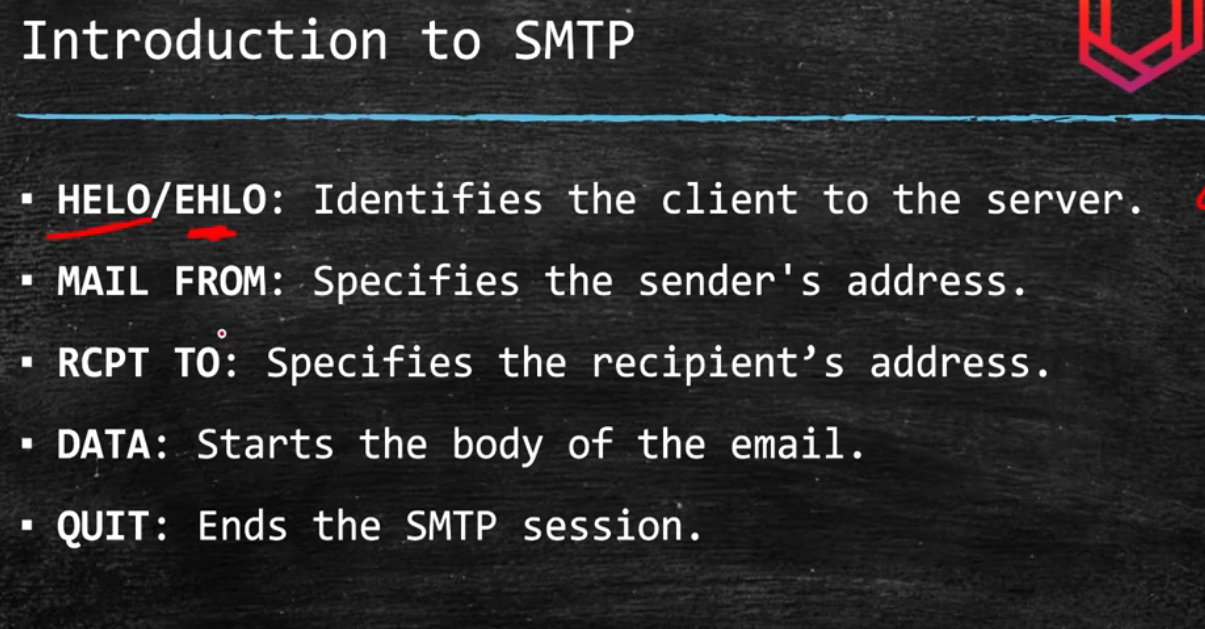 Introduction to SMTP
▪ HELO/EHLO: Identifies the client to the server.
▪ MAIL FROM: Specifies the sender's address.
▪ RCPT TO: Specifies the recipient’s address.
▪ DATA: Starts the body of the email.
▪ QUIT: Ends the SMTP session.